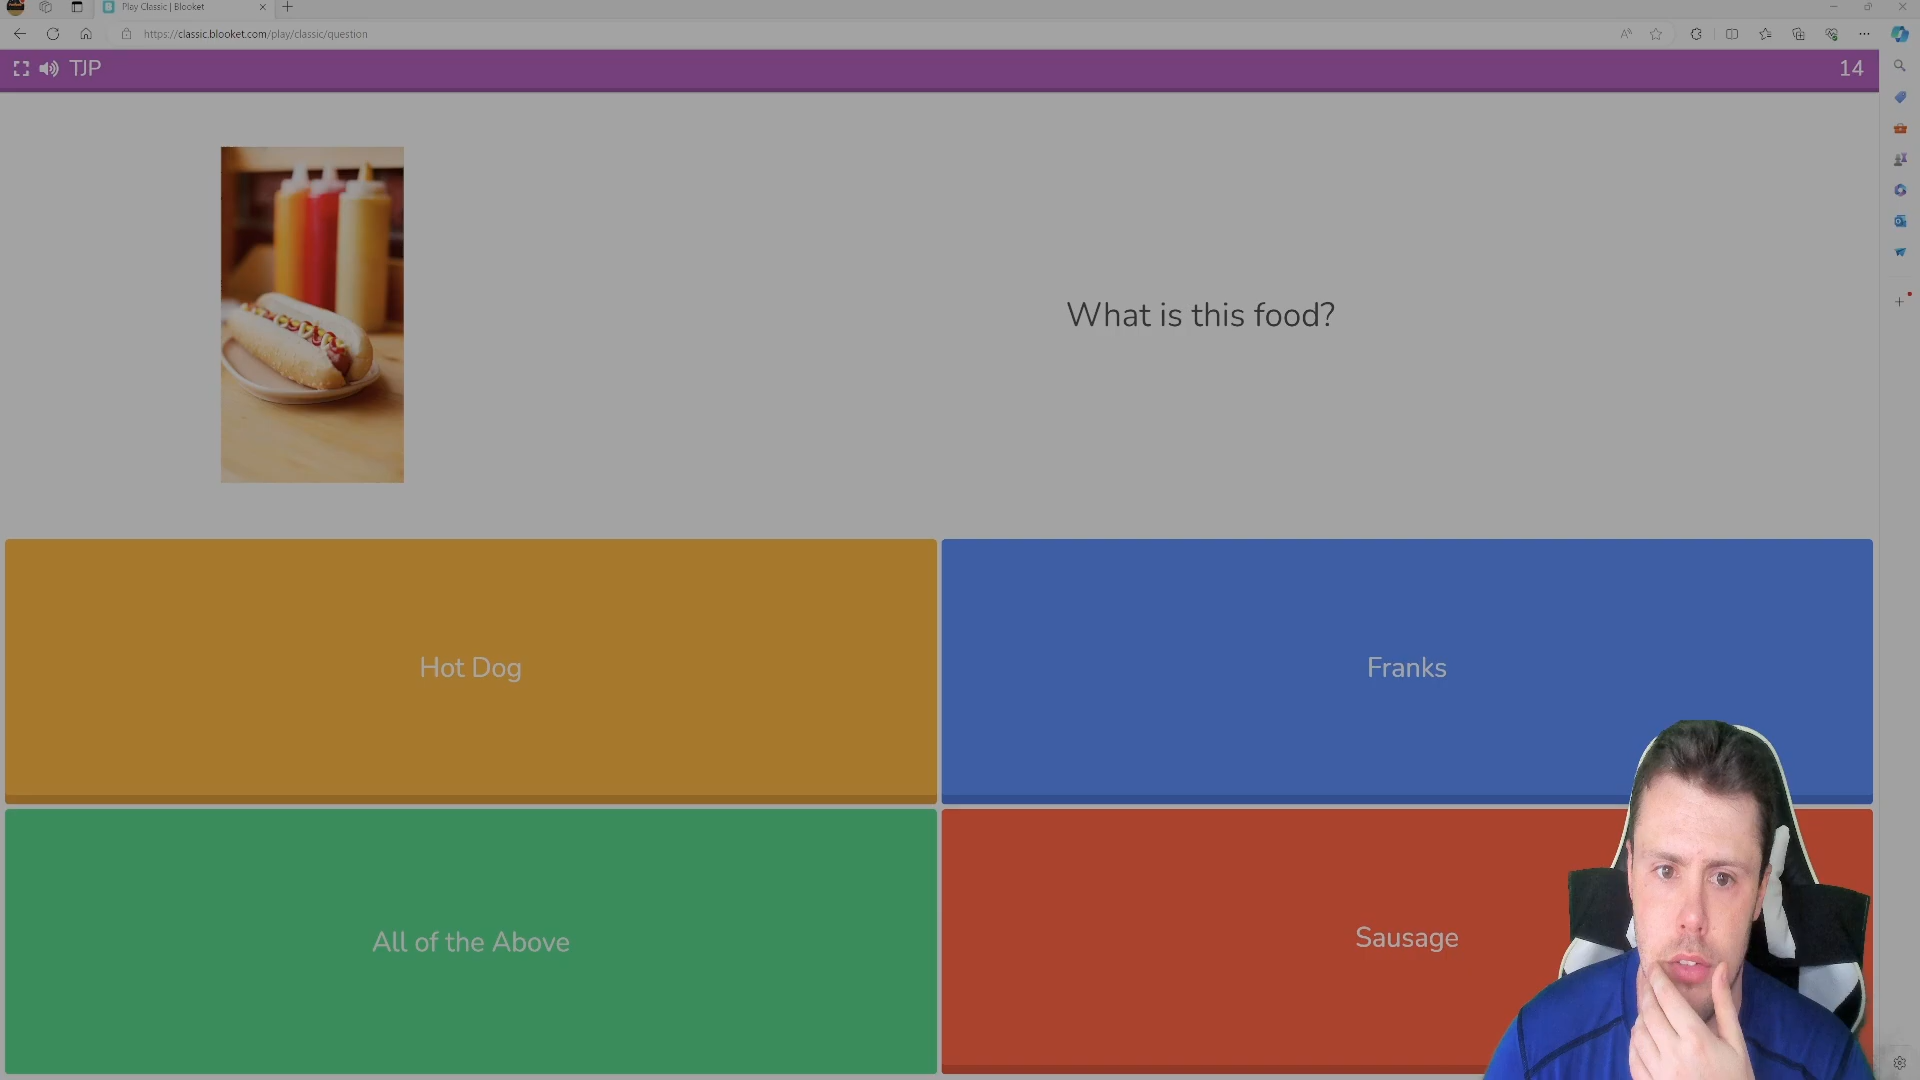 Play Classic | Blooket
https://classic.blooket.com/play/classic/question
TJP
14
What is this food?
Hot Dog
Franks
All of the Above
Sausage